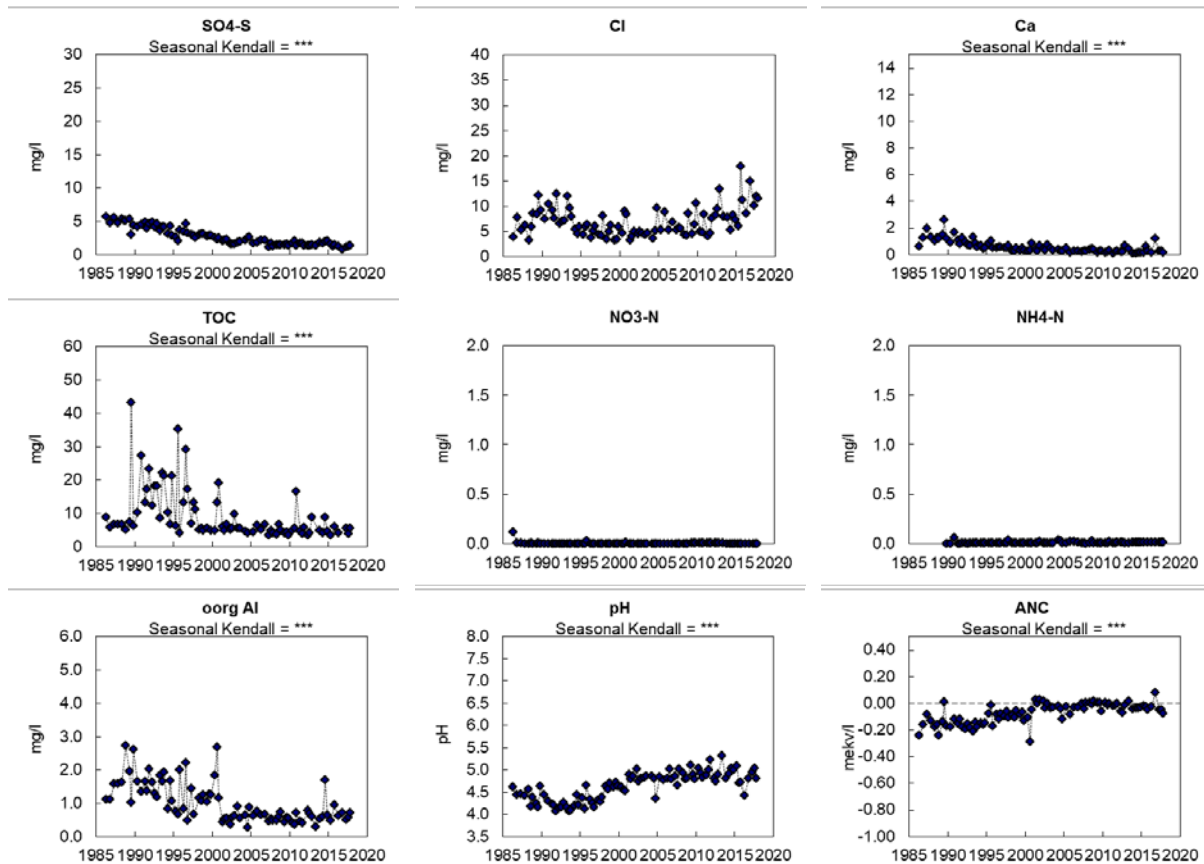 SO4-S
Seasonal Kendall = ***
30
25
20
15
10
5
0
mg/l
1985 1990 1995 2000 2005 2010 2015 2020
Cl
40
35
30
25
20
15
10
5
0
mg/l
1985 1990 1995 2000 2005 2010 2015 2020
Ca
Seasonal Kendall = ***
14
12
10
8
6
4
2
0
mg/l
1985 1990 1995 2000 2005 2010 2015 2020
TOC
Seasonal Kendall = ***
60
50
40
30
20
10
0
mg/l
1985 1990 1995 2000 2005 2010 2015 2020
NO3-N
2.0
1.5
1.0
0.5
0.0
mg/l
1985 1990 1995 2000 2005 2010 2015 2020
NH4-N
2.0
1.5
1.0
0.5
0.0
mg/l
1985 1990 1995 2000 2005 2010 2015 2020
oorg Al
Seasonal Kendall = ***
6.0
5.0
4.0
3.0
2.0
1.0
0.0
mg/l
1985 1990 1995 2000 2005 2010 2015 2020
pH
Seasonal Kendall = ***
8.0
7.5
7.0
6.5
6.0
5.5
5.0
4.5
4.0
3.5
pH
1985 1990 1995 2000 2005 2010 2015 2020
ANC
Seasonal Kendall = ***
0.40
0.20
0.00
-0.20
-0.40
-0.60
-0.80
-1.00
mekv/l
1985 1990 1995 2000 2005 2010 2015 2020